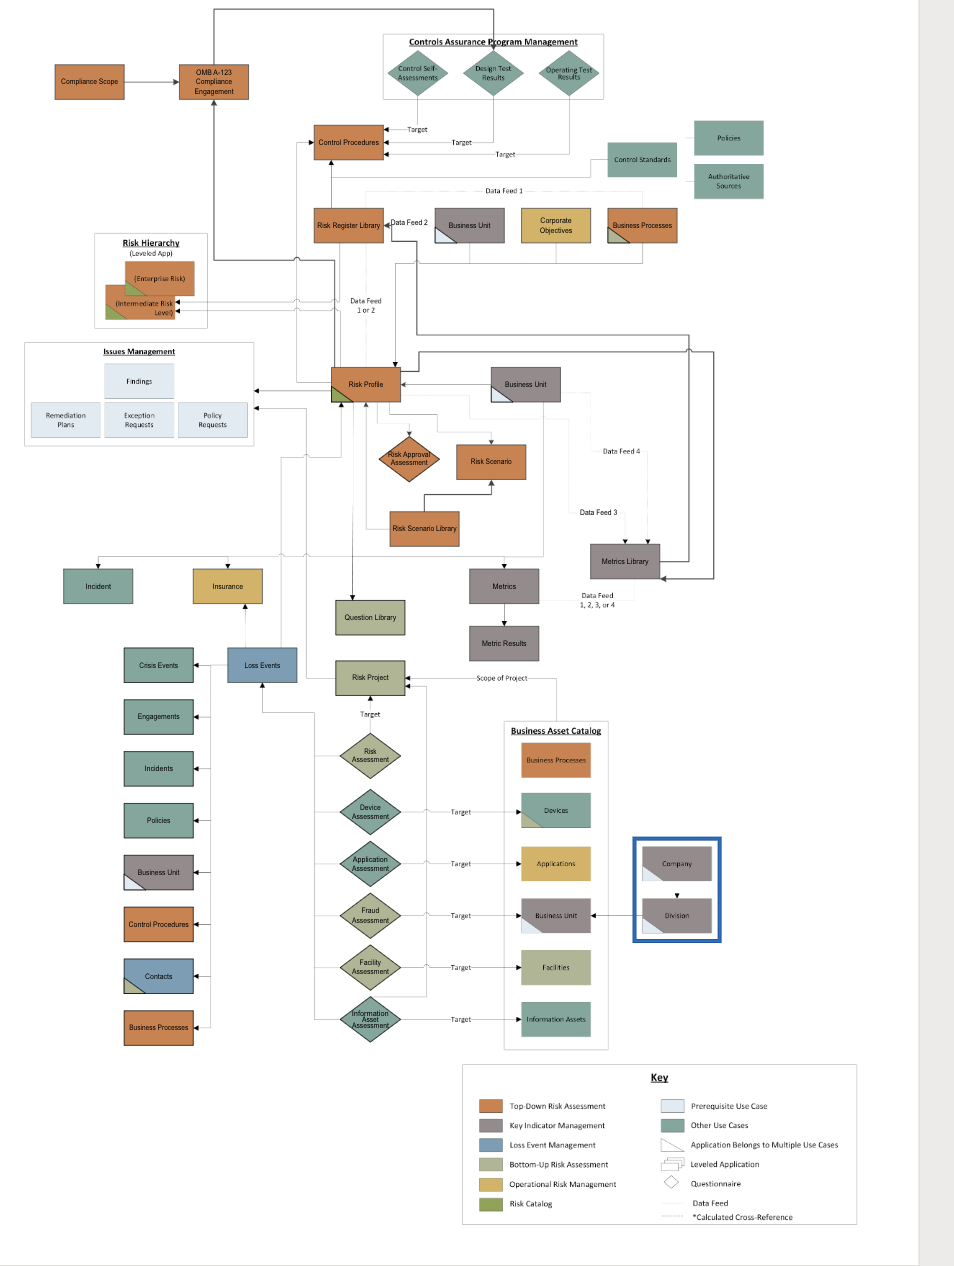 Controls Assurance Program Management
Compliance Scope
OMB A-123
Compliance
Engagement
Control Self-
Assessments
Design Test
Results
Operating Test
Results
Target
Control Procedures
Target
Target
Policies
Control Standards
Authoritative
Sources
Data Feed 1
Risk Register Library
Data Feed 2
Business Unit
Corporate
Objectives
Business Processes
Risk Hierarchy
(Leveled App)
(Enterprise Risk)
(Intermediate Risk
Level)
Data Feed
1 or 2
Issues Management
Findings
Remediation
Plans
Exception
Requests
Policy
Requests
Risk Profile
Business Unit
Risk Approval
Assessment
Risk Scenario
Data Feed 4
Data Feed 3
Risk Scenario Library
Metrics Library
Incident
Insurance
Metrics
Data Feed
1, 2, 3, or 4
Question Library
Metric Results
Crisis Events
Loss Events
Risk Project
Scope of Project
Engagements
Target
Business Asset Catalog
Risk
Assessment
Business Processes
Incidents
Device
Assessment
Target
Devices
Policies
Application
Assessment
Target
Applications
Company
Business Unit
Fraud
Assessment
Target
Business Unit
Division
Control Procedures
Facility
Assessment
Target
Facilities
Contacts
Information
Asset
Assessment
Target
Information Assets
Business Processes
Key
Top-Down Risk Assessment
Prerequisite Use Case
Key Indicator Management
Other Use Cases
Loss Event Management
Application Belongs to Multiple Use Cases
Bottom-Up Risk Assessment
Leveled Application
Operational Risk Management
Questionnaire
Risk Catalog
Data Feed
*Calculated Cross-Reference